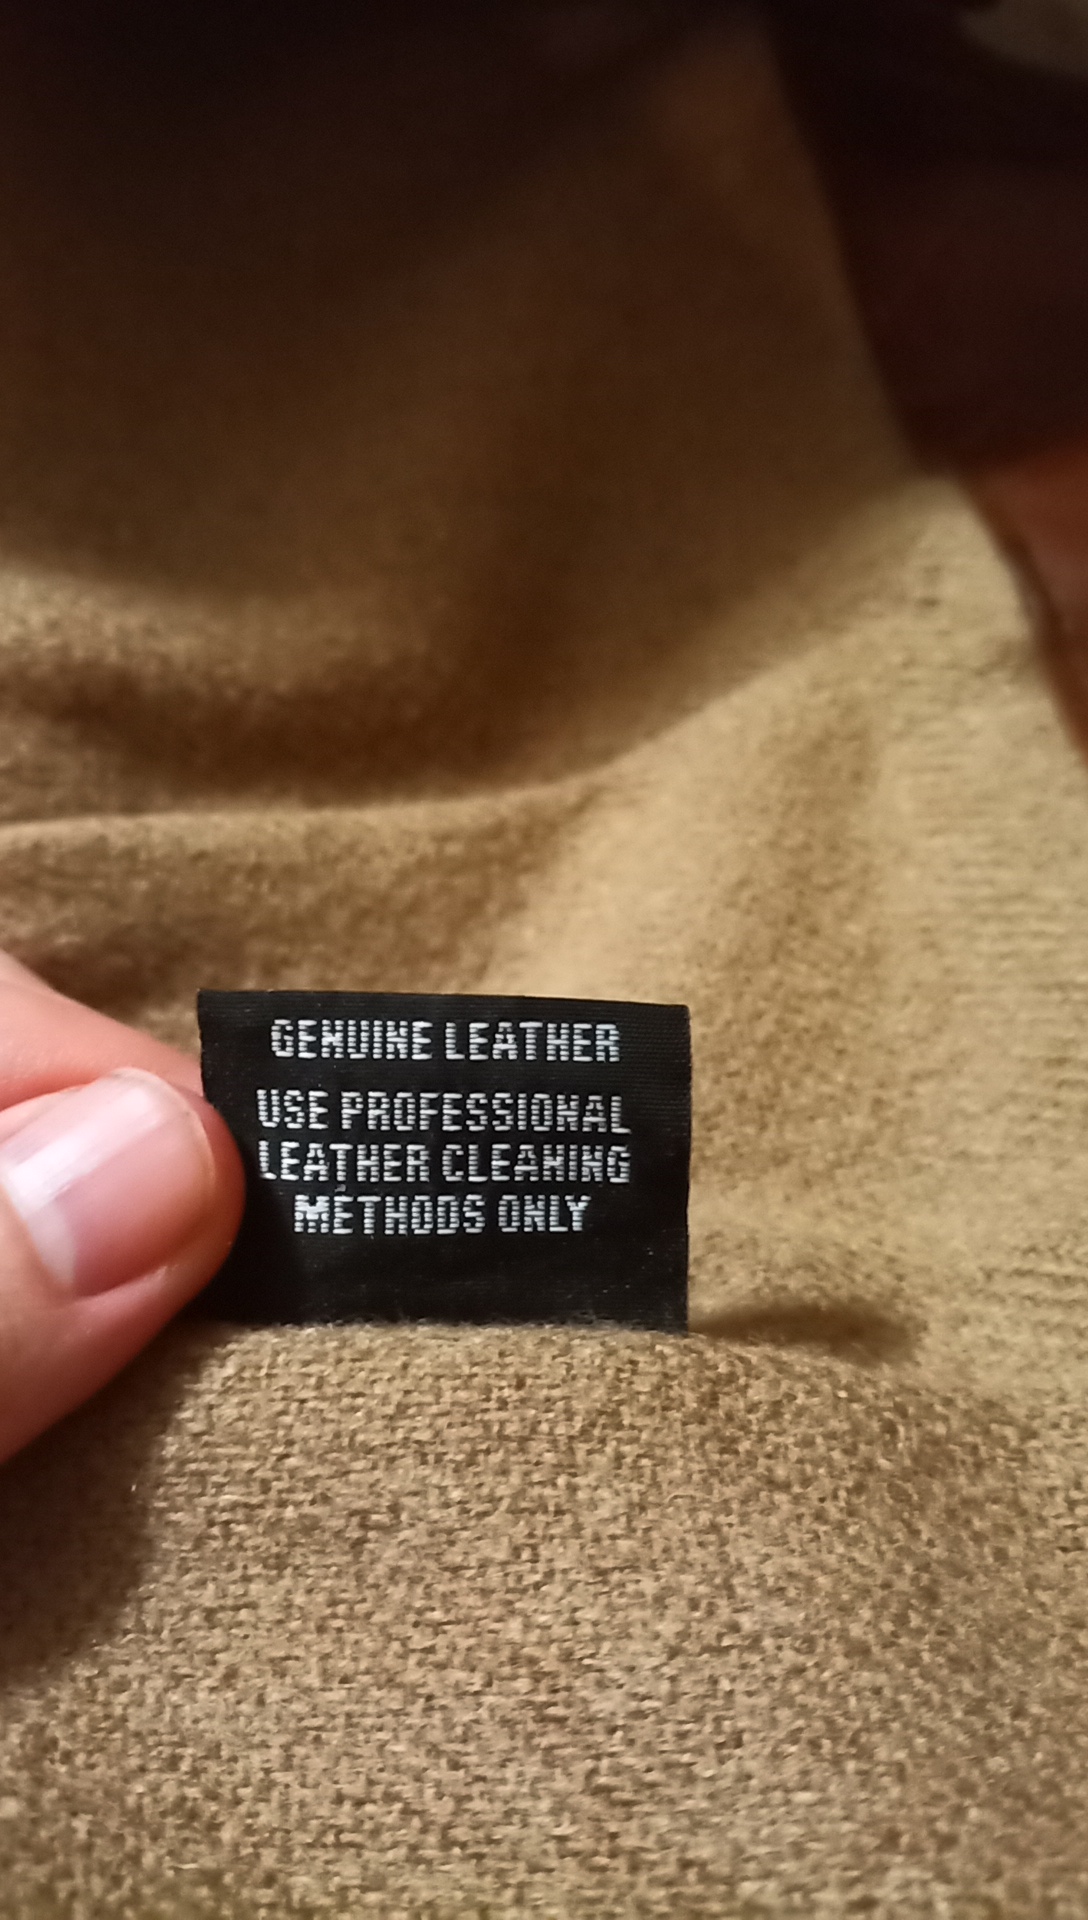 GENUINE LEATHER
USE PROFESSIONAL
LEATHER CLEANING
METHODS ONLY